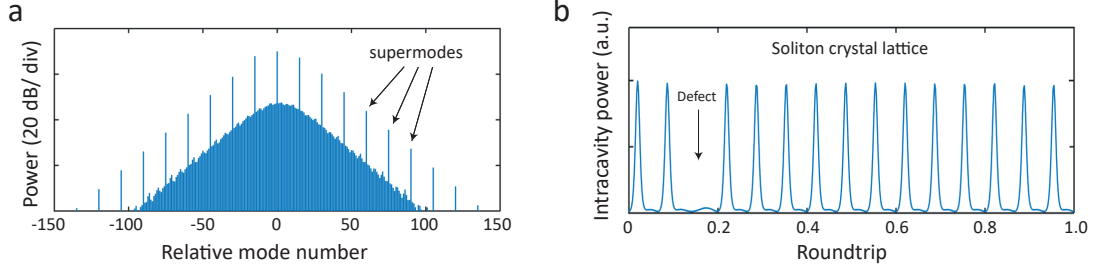 a
Power (20 dB/ div)
supermodes
-150 -100 -50 0 50 100 150
Relative mode number
b
Intracavity power (a.u.)
Soliton crystal lattice
Defect
0 0.2 0.4 0.6 0.8 1.0
Roundtrip